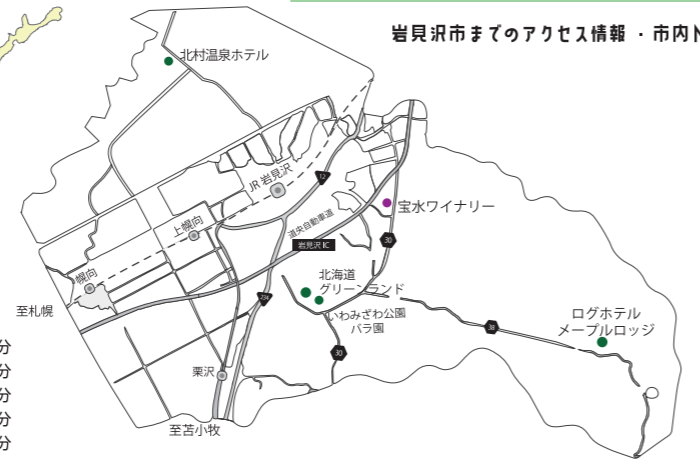 岩見沢市までのアクセス情報 ・ 市内
北村温泉ホテル
JR 岩見沢
12
上幌向
道央自動車道
宝水ワイナリー
岩見沢 IC
30
幌向
北海道
グリーンランド
234
至札幌
いわみざわ公園
バラ園
38
ログホテル
メープルロッジ
30
分
分
栗沢
分
分
至苫小牧
分